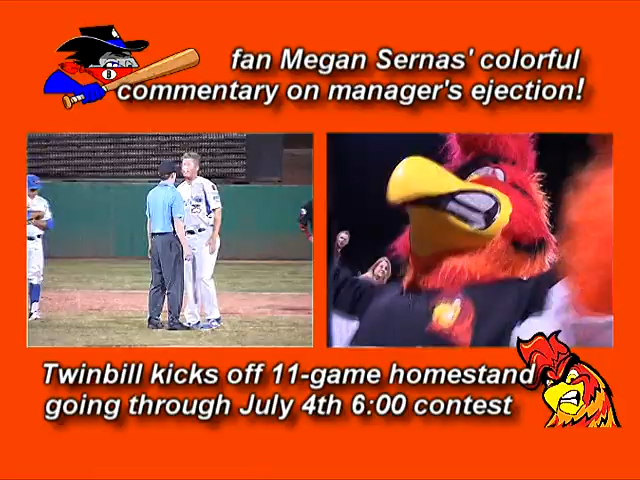 fan Megan Sernas' colorful
commentary on manager's ejection!
25
Twinbill kicks off 11-game homestand
going through July 4th 6:00 contest